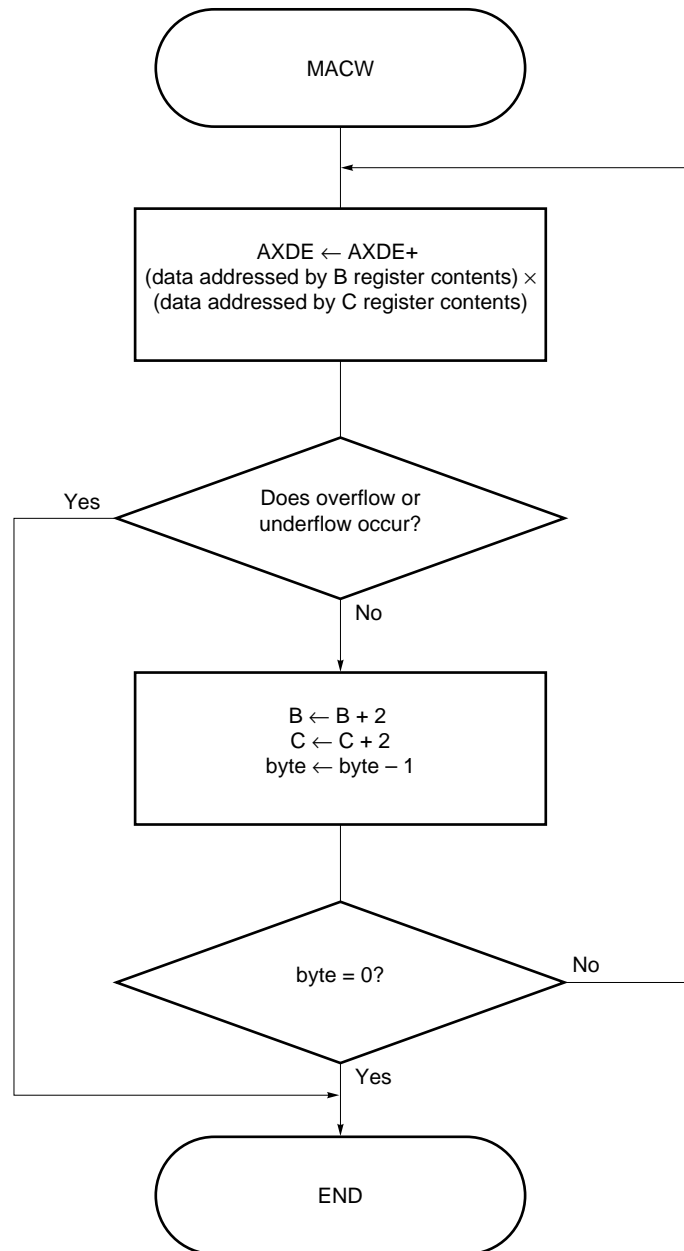 MACW
AXDE ← AXDE+
(data addressed by B register contents) ×
(data addressed by C register contents)
Yes
Does overflow or
underflow occur?
No
B ← B + 2
C ← C + 2
byte ← byte – 1
byte = 0?
No
Yes
END